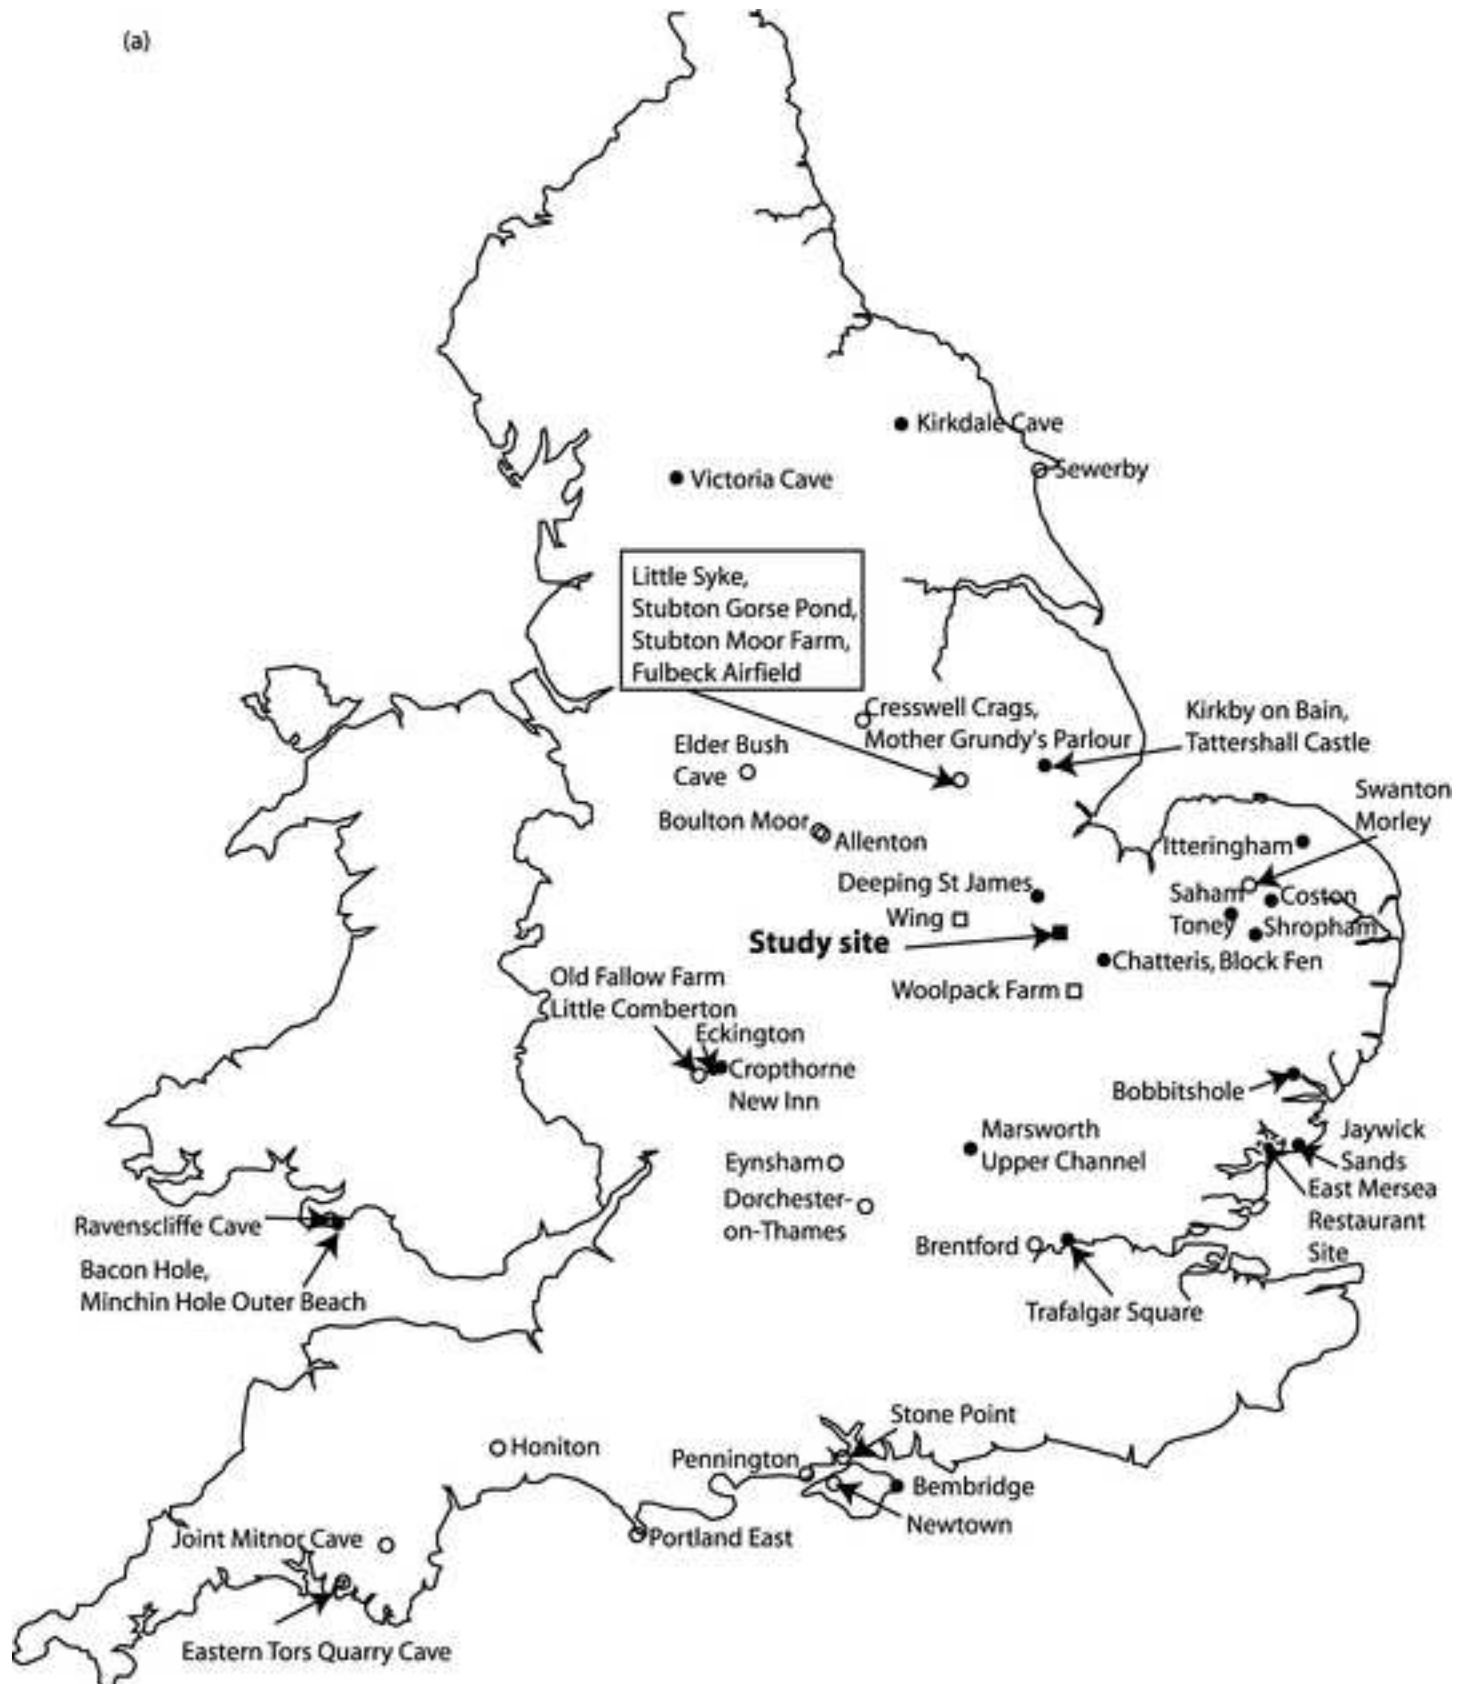 (a)
Kirkdale Cave
Sewerby
Victoria Cave
Little Syke,
Stubton Gorse Pond,
Stubton Moor Farm,
Fulbeck Airfield
Cresswell Crags,
Mother Grundy's Parlour
Kirkby on Bain,
Tattershall Castle
Elder Bush
Cave
Swanton
Morley
Boulton Moor
Allenton
Itteringham
Deeping St James
Saham
Toney
Coston
Wing
Shropham
Study site
Chatteris, Block Fen
Old Fallow Farm
Little Comberton
Woolpack Farm
Eckington
Cropthorne
New Inn
Bobbitshole
Marsworth
Upper Channel
Jaywick
Sands
Eynsham
East Mersea
Restaurant
Site
Dorchester-
on-Thames
Ravenscliffe Cave
Brentford
Bacon Hole,
Minchin Hole Outer Beach
Trafalgar Square
Stone Point
Honiton
Pennington
Bembridge
Newtown
Joint Mitnor Cave
Portland East
Eastern Tors Quarry Cave